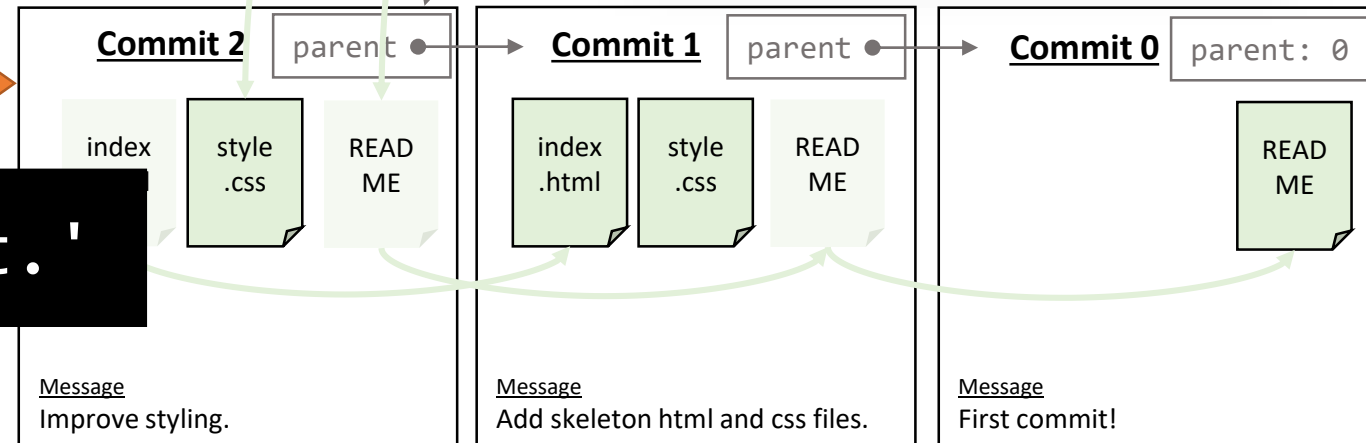 Commit 2
parent
Commit 1
parent
Commit 0
parent: 0
index
style
.css
READ
ME
index
.html
style
.css
READ
ME
READ
ME
t.'
Message
Improve styling.
Message
Add skeleton html and css files.
Message
First commit!